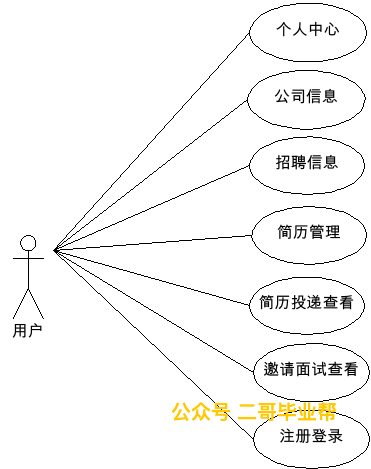 个人中心
公司信息
招聘信息
简历管理
简历投递查看
用户
邀请面试查看
公众号 二哥毕业帮
注册登录